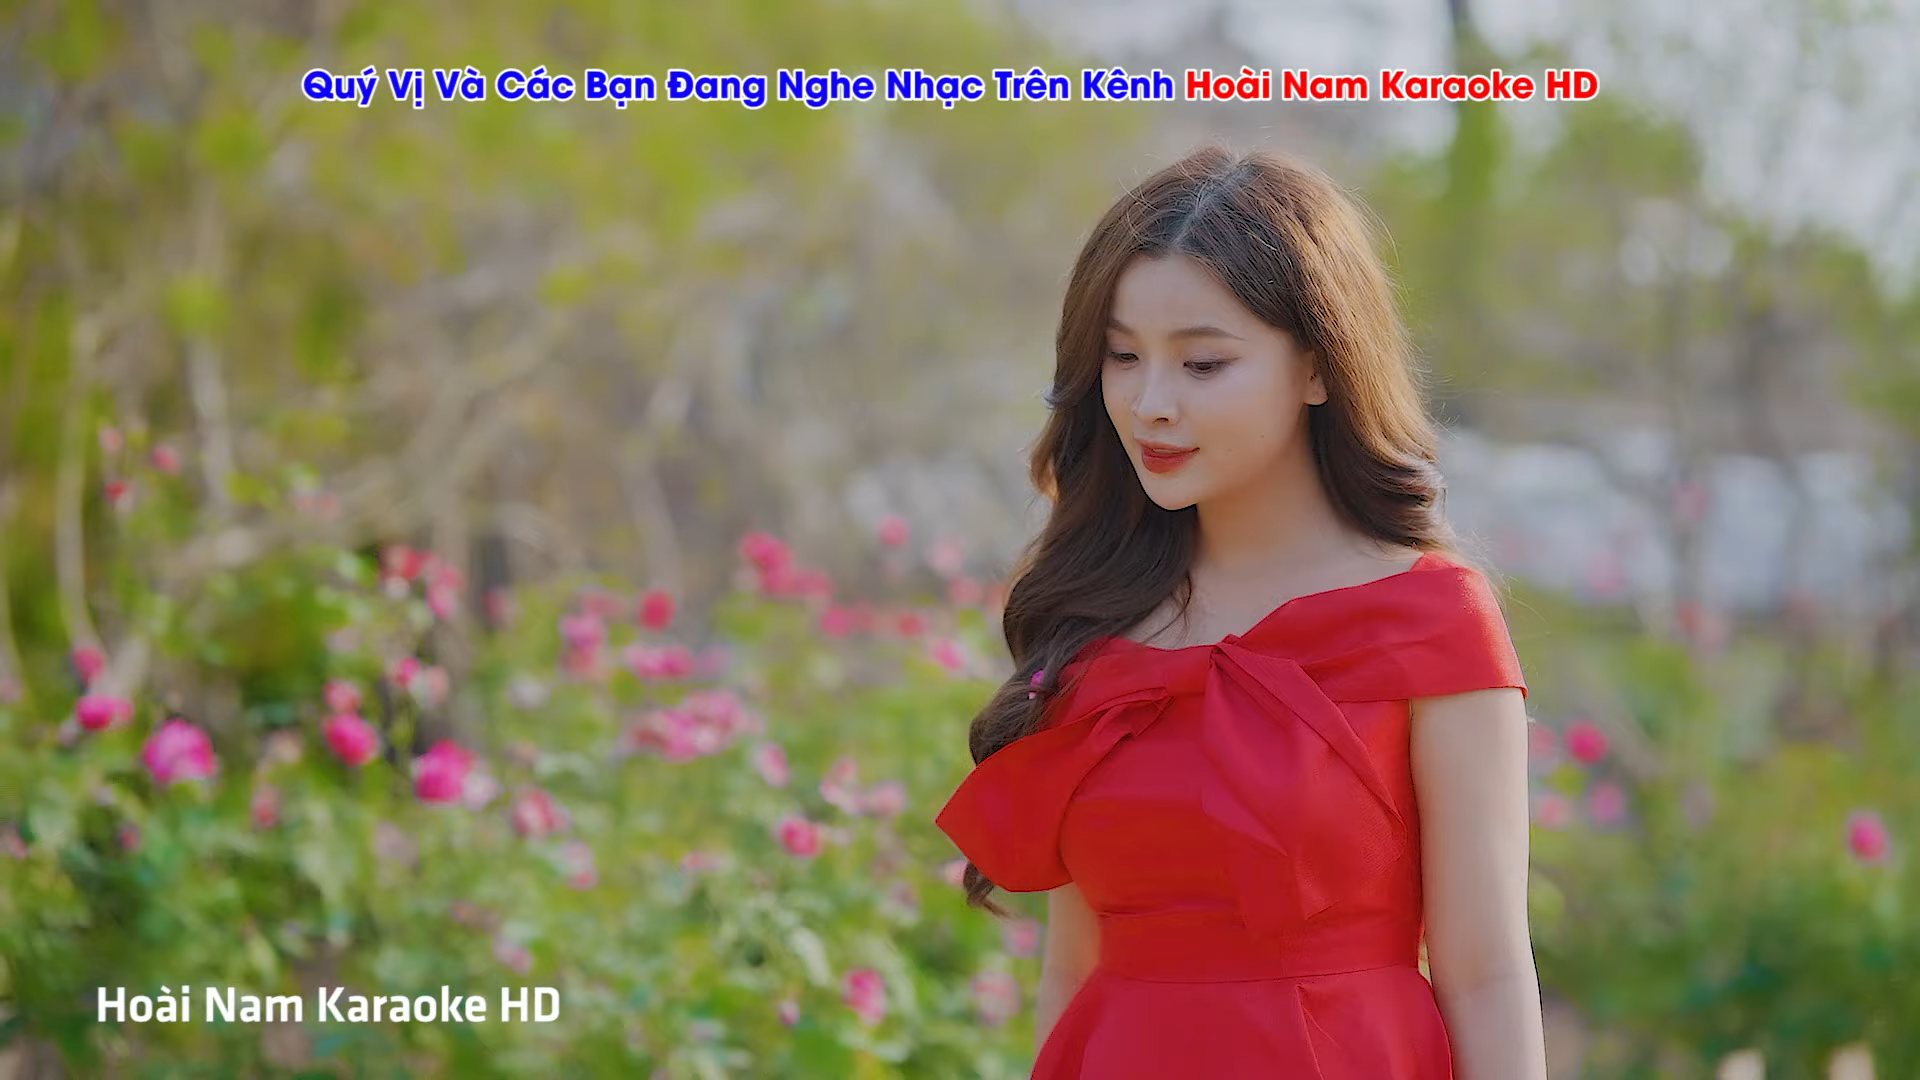 Quý Vị Và Các Bạn Đang Nghe Nhạc Trên Kênh Hoài Nam Karaoke HD
Hoài Nam Karaoke HD